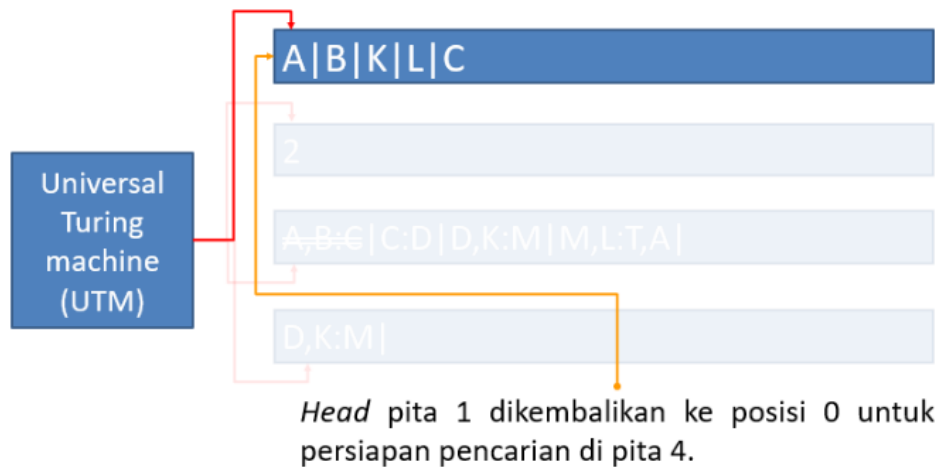 A|B|K|L|C
2
Universal
Turing
machine
(UTM)
A,B:C|C:D|D,K:M|M,L:T,A|
D,K:M|
Head pita 1 dikembalikan ke posisi 0 untuk
persiapan pencarian di pita 4.